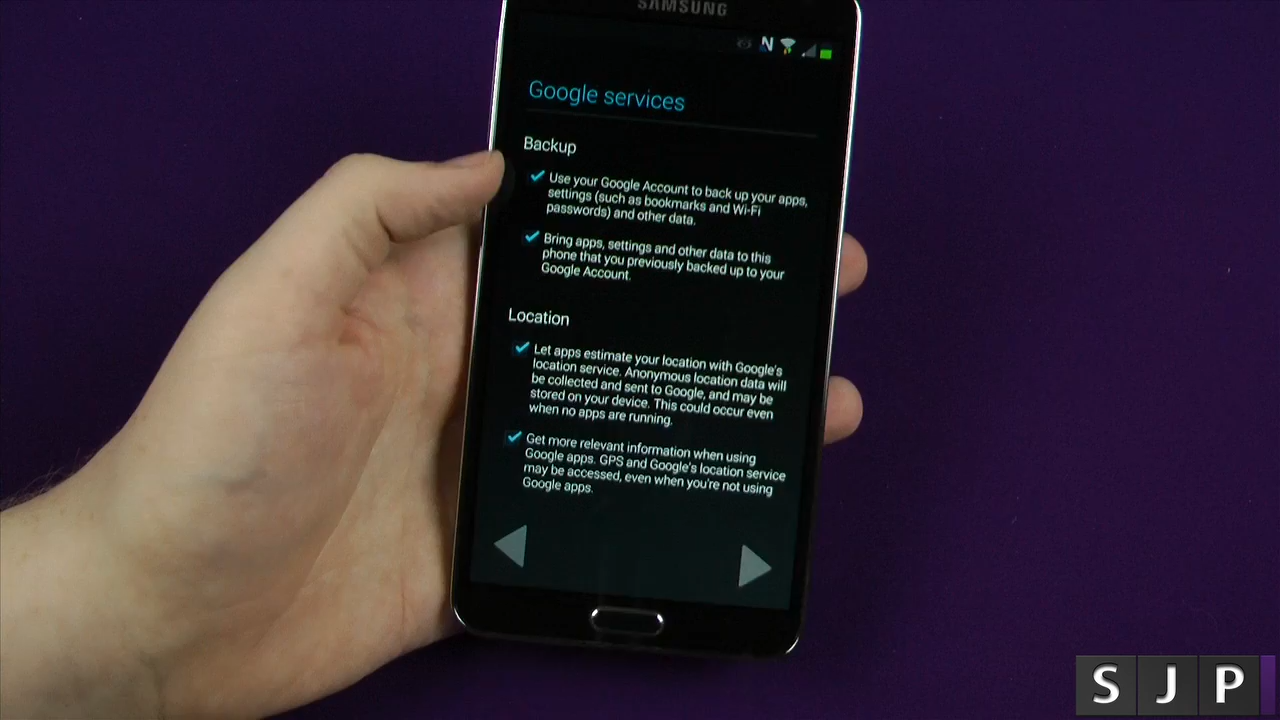 SAMSUNG
N
Google services
Backup
Use your Google Account to back up your apps,
settings (such as bookmarks and Wi-Fi
passwords) and other data.
Bring apps, settings and other data to this
phone that you previously backed up to your
Google Account.
Location
Let apps estimate your location with Google's
location service. Anonymous location data will
be collected and sent to Google, and may be
stored on your device. This could occur even
when no apps are running.
Get more relevant information when using
Google apps. GPS and Google's location service
may be accessed, even when you're not using
Google apps.
S J P